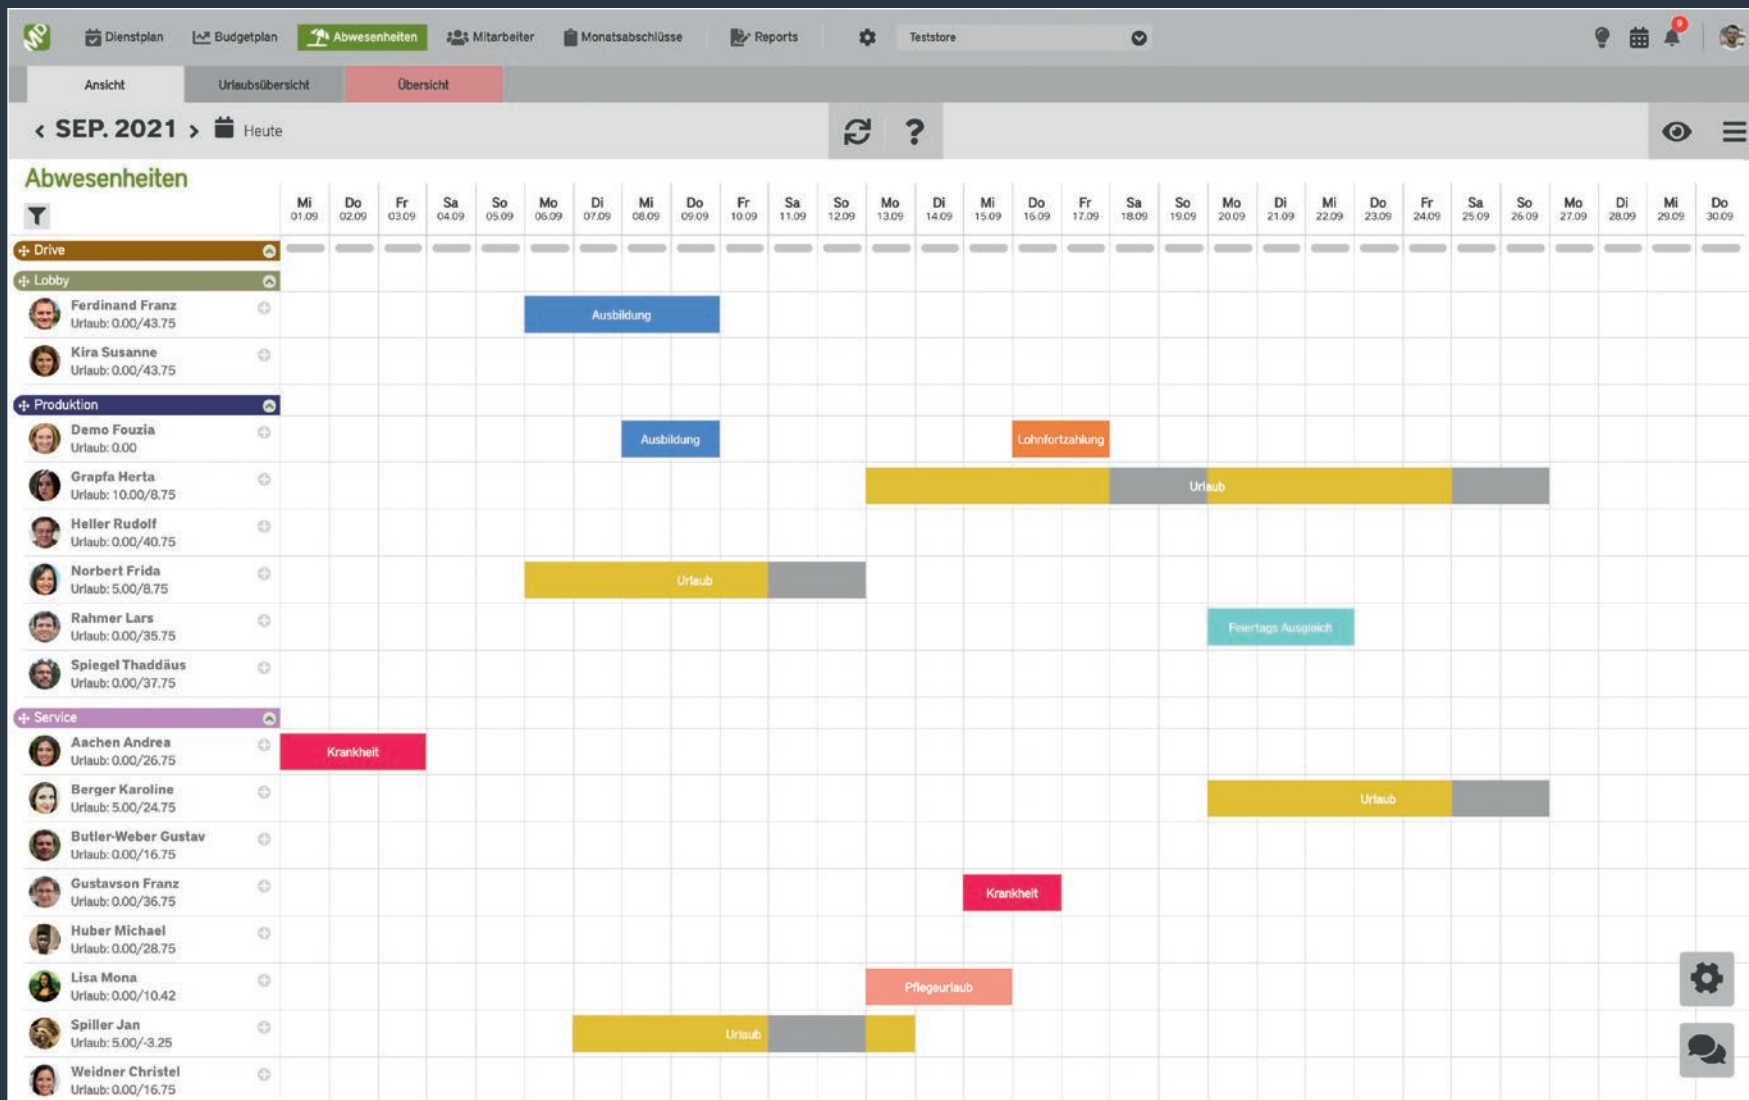 Dienstplan Budgetplan Abwesenheiten Mitarbeiter Monatsabschlüsse Reports Teststore 9
Ansicht Urlaubsübersicht Übersicht
SEP. 2021 Heute
Abwesenheiten
Mi Do Fr Sa So Mo Di Mi Do Fr Sa So Mo Di Mi Do Fr Sa So Mo Di Mi Do Fr Sa So Mo Di Mi Do
01.09 02.09 03.09 04.09 05.09 06.09 07.09 08.09 09.09 10.09 11.09 12.09 13.09 14.09 15.09 16.09 17.09 18.09 19.09 20.09 21.09 22.09 23.09 24.09 25.09 26.09 27.09 28.09 29.09 30.09
Drive
Lobby
Ferdinand Franz
Urlaub: 0.00/43.75
Ausbildung
Kira Susanne
Urlaub: 0.00/43.75
Produktion
Demo Fouzia
Urlaub: 0.00
Ausbildung Lohnfortzahlung
Grapfa Herta
Urlaub: 10.00/8.75
Urlaub
Heller Rudolf
Urlaub: 0.00/40.75
Norbert Frida
Urlaub: 5.00/8.75
Urlaub
Rahmer Lars
Urlaub: 0.00/35.75
Feiertags Ausgleich
Spiegel Thaddäus
Urlaub: 0.00/37.75
Service
Aachen Andrea
Urlaub: 0.00/26.75
Krankheit
Berger Karoline
Urlaub: 5.00/24.75
Urlaub
Butler-Weber Gustav
Urlaub: 0.00/16.75
Gustavson Franz
Urlaub: 0.00/36.75
Krankheit
Huber Michael
Urlaub: 0.00/28.75
Lisa Mona
Urlaub: 0.00/10.42
Pflegeurlaub
Spiller Jan
Urlaub: 5.00/-3.25
Urlaub
Weidner Christel
Urlaub: 0.00/16.75